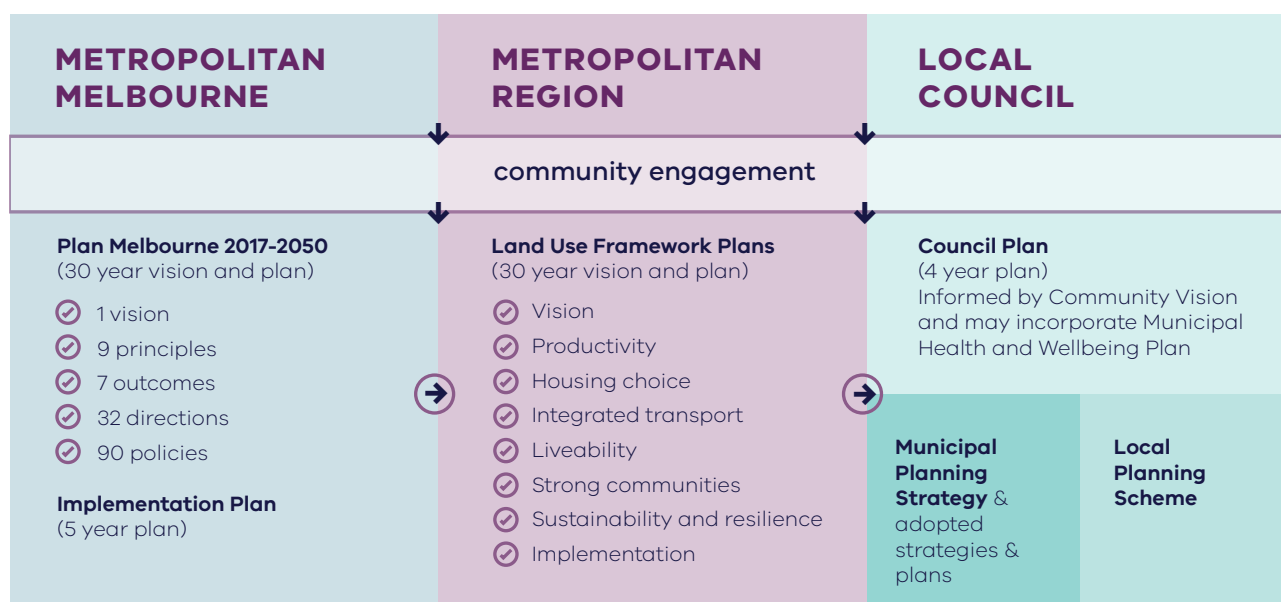 METROPOLITAN
MELBOURNE
METROPOLITAN
REGION
LOCAL
COUNCIL
community engagement
Plan Melbourne 2017-2050
(30 year vision and plan)
1 vision
9 principles
7 outcomes
32 directions
90 policies
Implementation Plan
(5 year plan)
Land Use Framework Plans
(30 year vision and plan)
Vision
Productivity
Housing choice
Integrated transport
Liveability
Strong communities
Sustainability and resilience
Implementation
Council Plan
(4 year plan)
Informed by Community Vision
and may incorporate Municipal
Health and Wellbeing Plan
Municipal
Planning
Strategy &
adopted
strategies &
plans
Local
Planning
Scheme